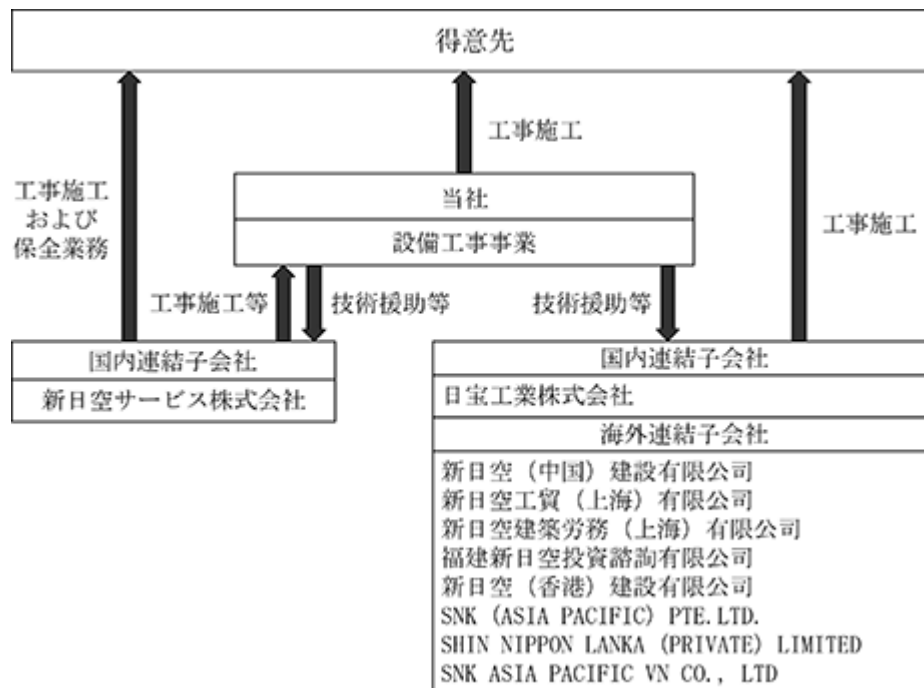 得意先
工事施工
工事施工
および
保全業務
当社
設備工事事業
工事施工
工事施工等
技術援助等
技術援助等
国内連結子会社
新日空サービス株式会社
国内連結子会社
日宝工業株式会社
海外連結子会社
新日空（中国）建設有限公司
新日空工貿（上海）有限公司
新日空建築労務（上海）有限公司
福建新日空投資諮詢有限公司
新日空（香港）建設有限公司
SNK (ASIA PACIFIC) PTE.LTD.
SHIN NIPPON LANKA (PRIVATE) LIMITED
SNK ASIA PACIFIC VN CO., LTD